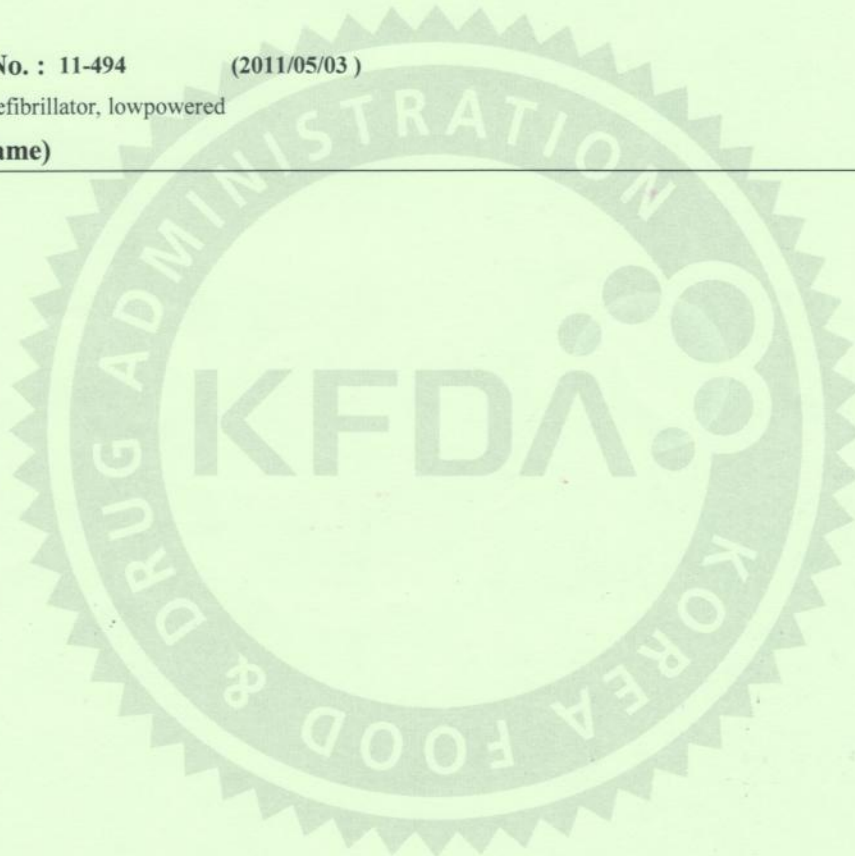 No. : 11-494 (2011/05/03 )
efibrillator, lowpowered
ame)
KOREA FOOD & DRUG ADMINISTRATION
KFDA